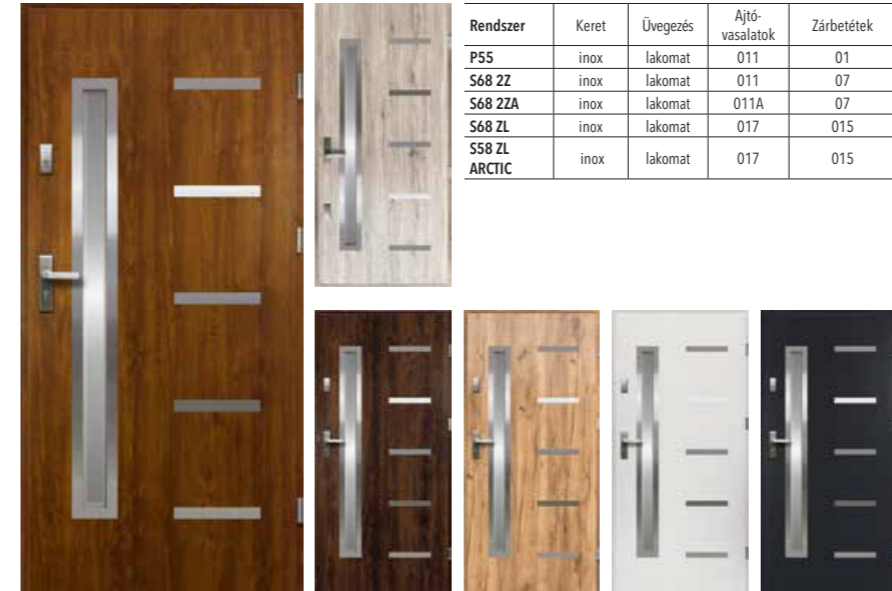 Rendszer Keret Üvegezés Ajtó-vasalatok Zárbetétek
P55 inox lakomat 011 01
S68 2Z inox lakomat 011 07
S68 2ZA inox lakomat 011A 07
S68 ZL inox lakomat 017 015
S58 ZL ARCTIC inox lakomat 017 015